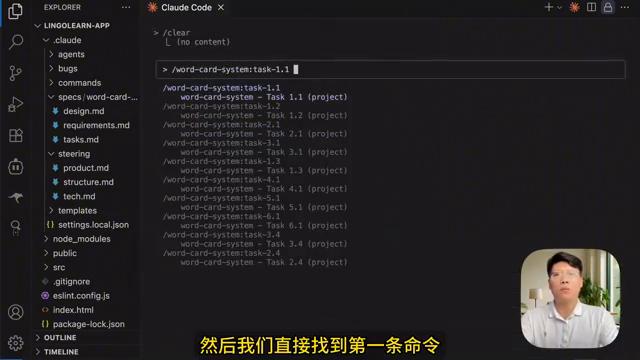 EXPLORER
LINGOLEARN-APP
.claude
agents
bugs
commands
specs/word-card-...
design.md
requirements.md
tasks.md
steering
product.md
structure.md
tech.md
templates
settings.local.json
node_modules
public
src
.gitignore
eslint.config.js
index.html
package-lock.json
OUTLINE
TIMELINE
Claude Code
> /clear
(no content)
> /word-card-system:task-1.1
/word-card-system:task-1.1
word-card-system – Task 1.1 (project)
/word-card-system:task-1.2
word-card-system – Task 1.2 (project)
/word-card-system:task-2.1
word-card-system – Task 2.1 (project)
/word-card-system:task-3.1
word-card-system – Task 3.1 (project)
/word-card-system:task-1.3
word-card-system – Task 1.3 (project)
/word-card-system:task-4.1
word-card-system – Task 4.1 (project)
/word-card-system:task-5.1
word-card-system – Task 5.1 (project)
/word-card-system:task-6.1
word-card-system – Task 6.1 (project)
/word-card-system:task-3.4
word-card-system – Task 3.4 (project)
/word-card-system:task-2.4
word-card-system – Task 2.4 (project)
然后我们直接找到第一条命令